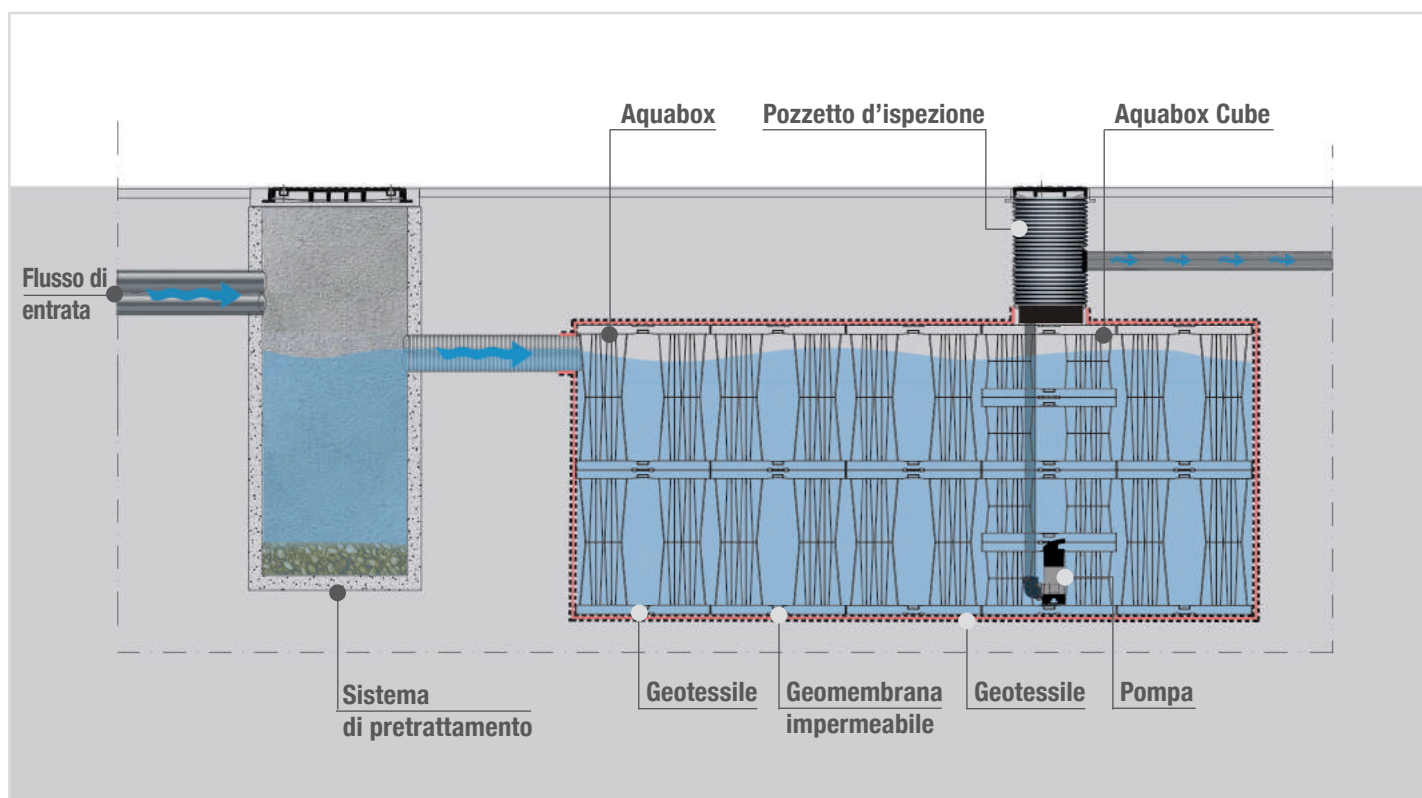 Aquabox
Pozzetto d’ispezione
Aquabox Cube
Flusso di
entrata
Sistema
di pretrattamento
Geotessile
Geomembrana
impermeabile
Geotessile
Pompa